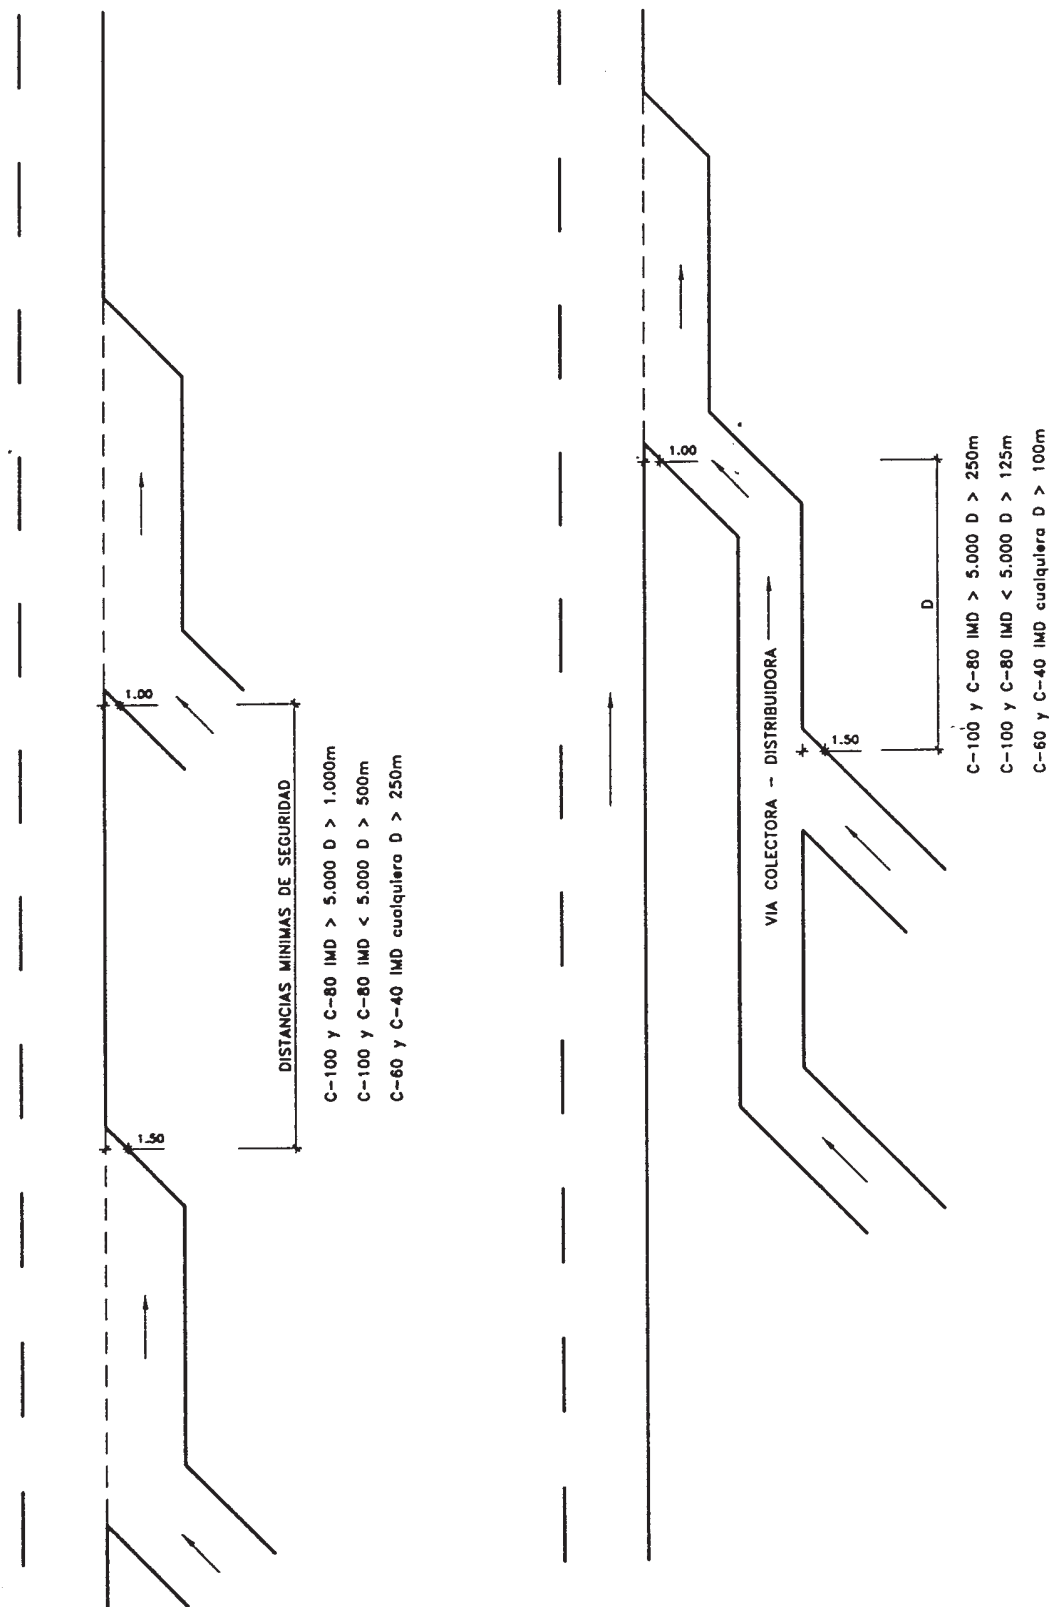 1.00
1.50
DISTANCIAS MINIMAS DE SEGURIDAD
C-100 y C-80 IMD > 5.000 D > 1.000m
C-100 y C-80 IMD < 5.000 D > 500m
C-60 y C-40 IMD cualquiera D > 250m
1.00
VIA COLECTORA - DISTRIBUIDORA
1.50
D
C-100 y C-80 IMD > 5.000 D > 250m
C-100 y C-80 IMD < 5.000 D > 125m
C-60 y C-40 IMD cualquiera D > 100m